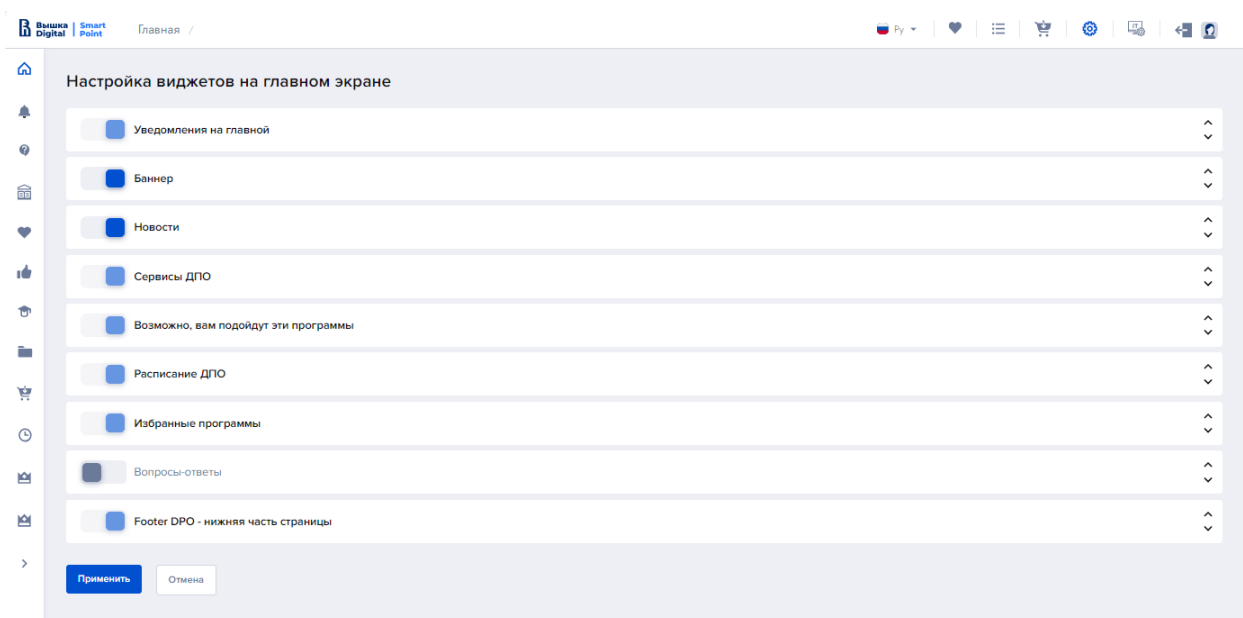 Вышка Digital
Smart Point
Главная /
Ру
Настройка виджетов на главном экране
Уведомления на главной
Баннер
Новости
Сервисы ДПО
Возможно, вам подойдут эти программы
Расписание ДПО
Избранные программы
Вопросы-ответы
Footer DPO - нижняя часть страницы
Применить
Отмена